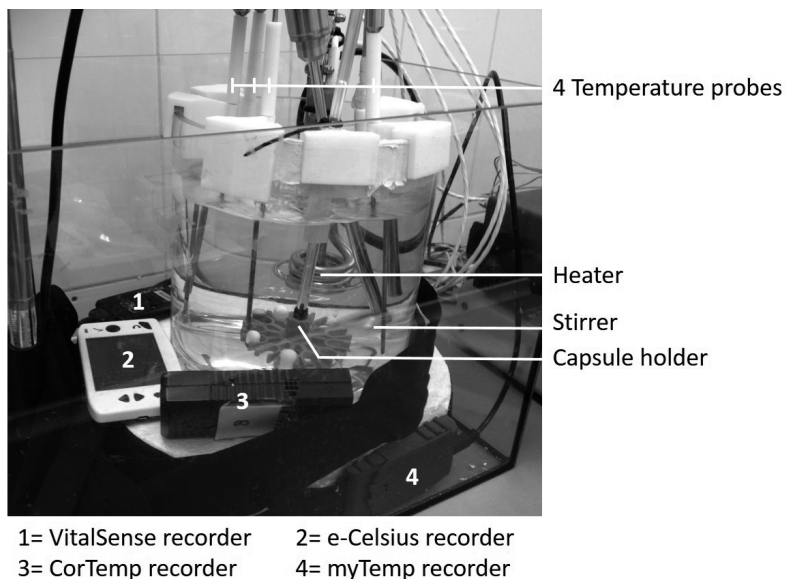 4 Temperature probes
Heater
Stirrer
Capsule holder
1
2
3
8
4
1= VitalSense recorder 2= e-Celsius recorder
3= CorTemp recorder 4= myTemp recorder